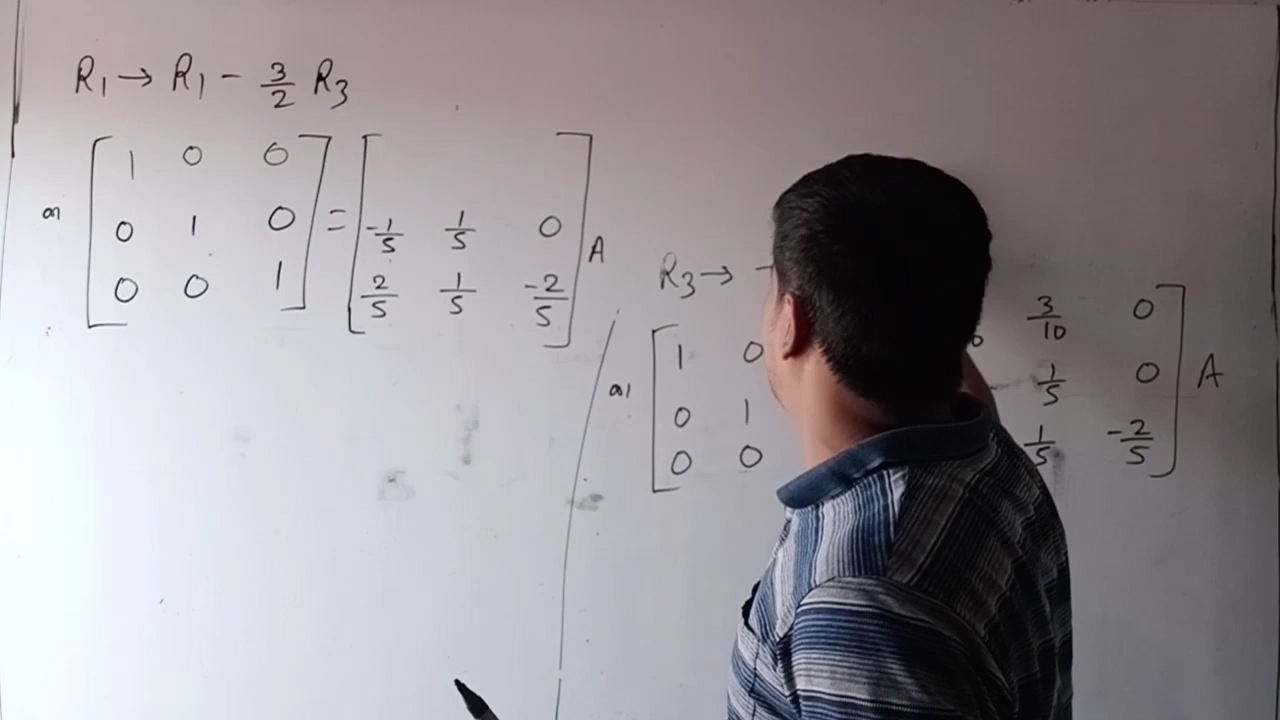 R₁ → R₁ - 3/2 R₃
or [ 1 0 0 ; 0 1 0 ; 0 0 1 ] = [ ; -1/5 1/5 0 ; 2/5 1/5 -2/5 ] A
R₃ →
or [ 1 0 ; 0 1 ; 0 0
3/10 0 ; 1/5 0 ; 1/5 -2/5 ] A